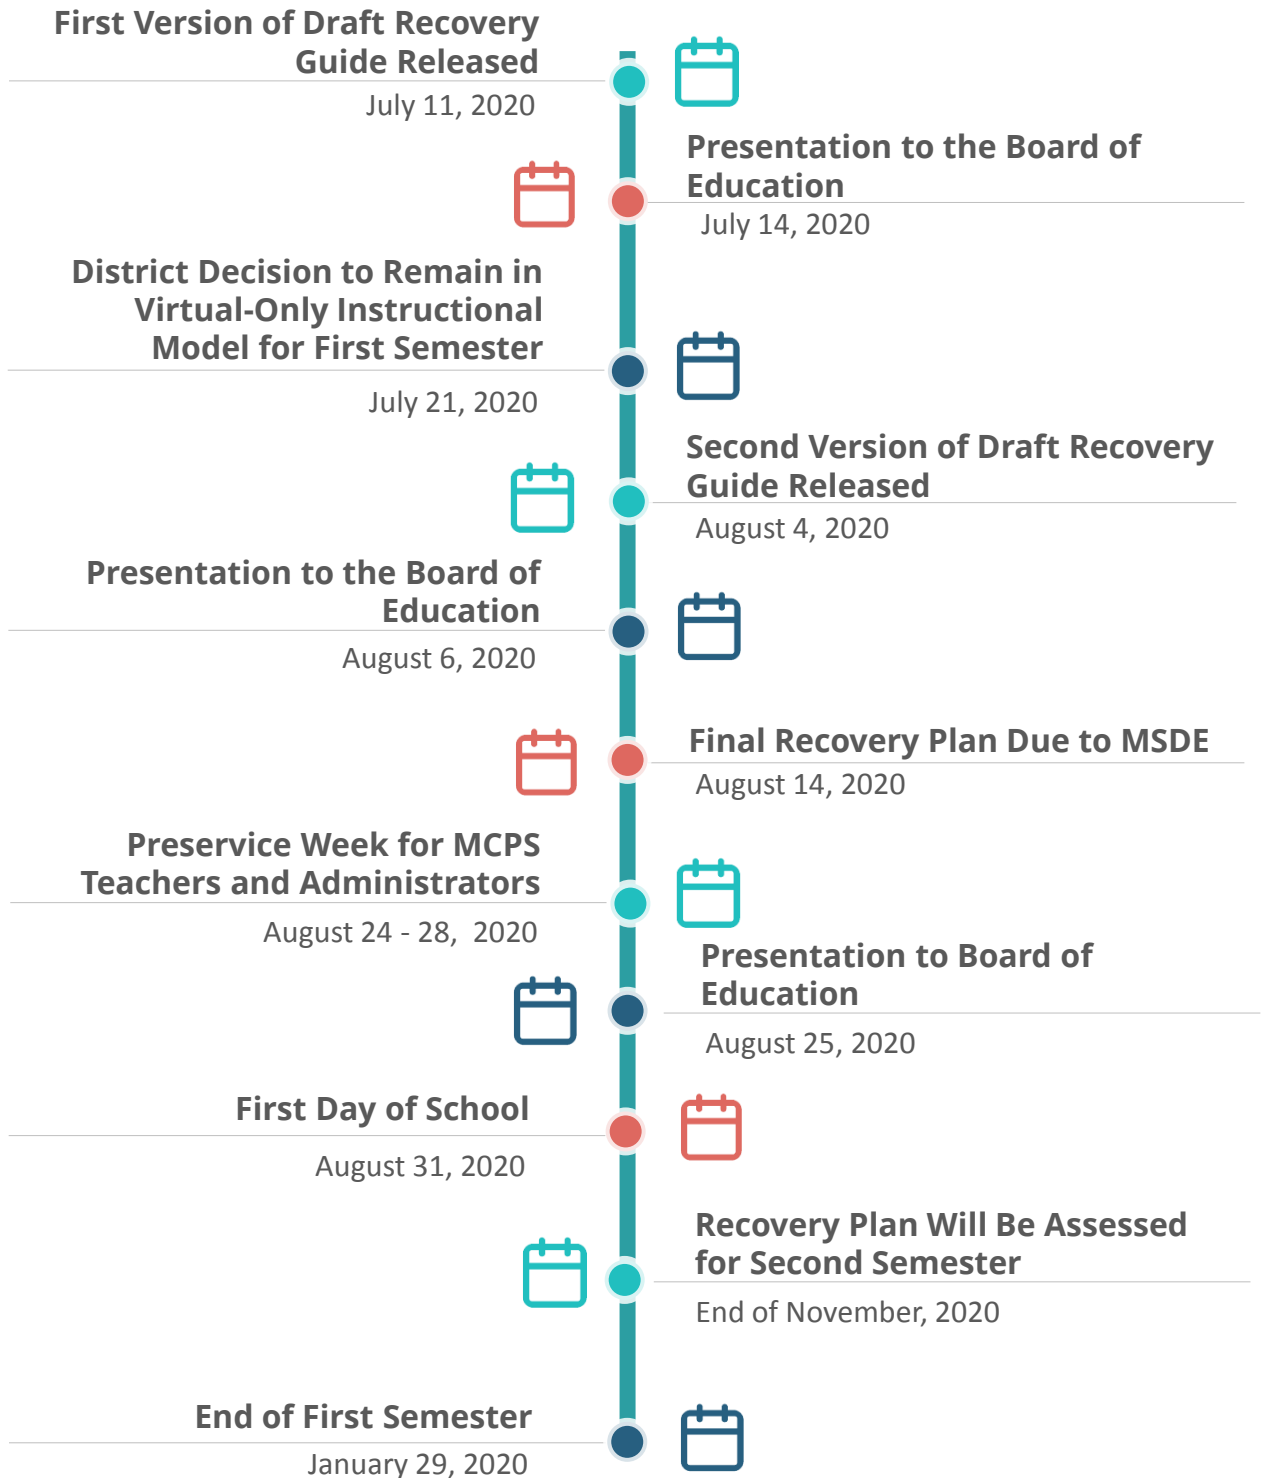 First Version of Draft Recovery
Guide Released
July 11, 2020
Presentation to the Board of
Education
July 14, 2020
District Decision to Remain in
Virtual-Only Instructional
Model for First Semester
July 21, 2020
Second Version of Draft Recovery
Guide Released
August 4, 2020
Presentation to the Board of
Education
August 6, 2020
Final Recovery Plan Due to MSDE
August 14, 2020
Preservice Week for MCPS
Teachers and Administrators
August 24 - 28,  2020
Presentation to Board of
Education
August 25, 2020
First Day of School
August 31, 2020
Recovery Plan Will Be Assessed
for Second Semester
End of November, 2020
End of First Semester
January 29, 2020